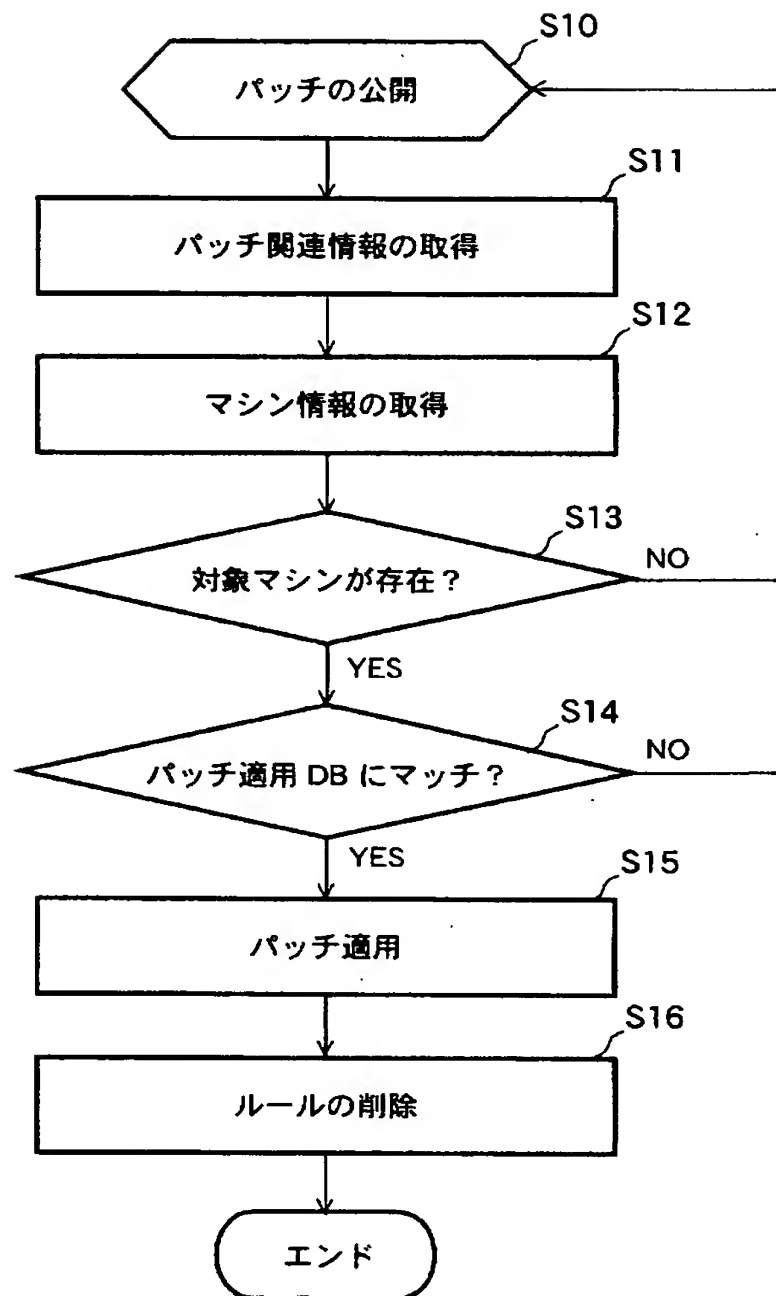 S10
パッチの公開
S11
パッチ関連情報の取得
S12
マシン情報の取得
S13
対象マシンが存在？
NO
YES
S14
パッチ適用 DB にマッチ？
NO
YES
S15
パッチ適用
S16
ルールの削除
エンド